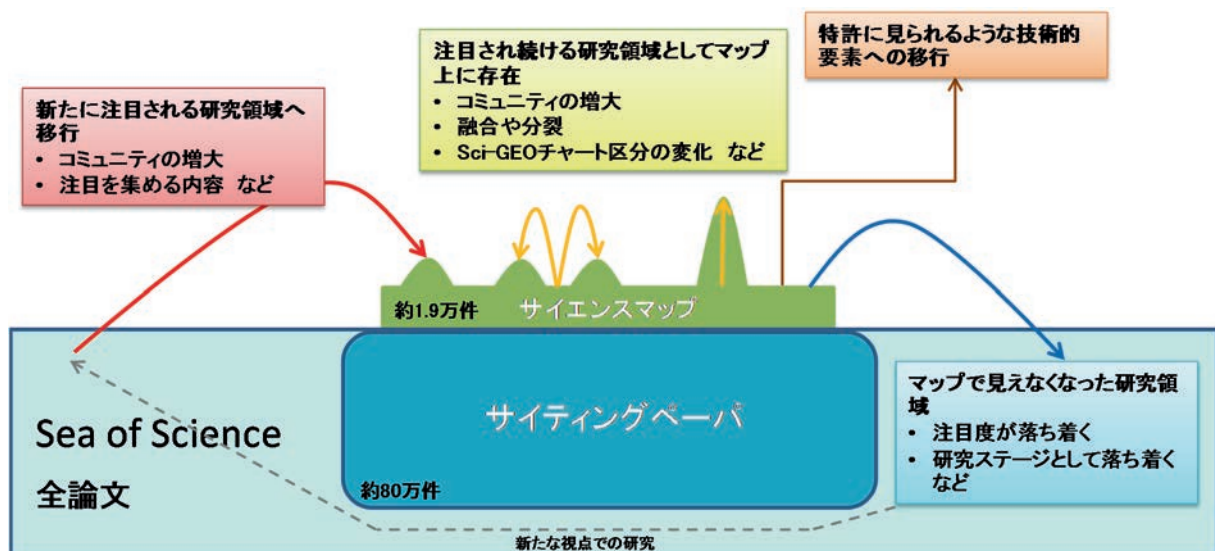 特許に見られるような技術的
要素への移行
注目され続ける研究領域としてマップ
上に存在
• コミュニティの増大
• 融合や分裂
• Sci-GEOチャート区分の変化 など
新たに注目される研究領域へ
移行
• コミュニティの増大
• 注目を集める内容 など
約1.9万件
サイエンスマップ
サイティングペーパ
約80万件
Sea of Science
全論文
マップで見えなくなった研究領
域
• 注目度が落ち着く
• 研究ステージとして落ち着く
など
新たな視点での研究